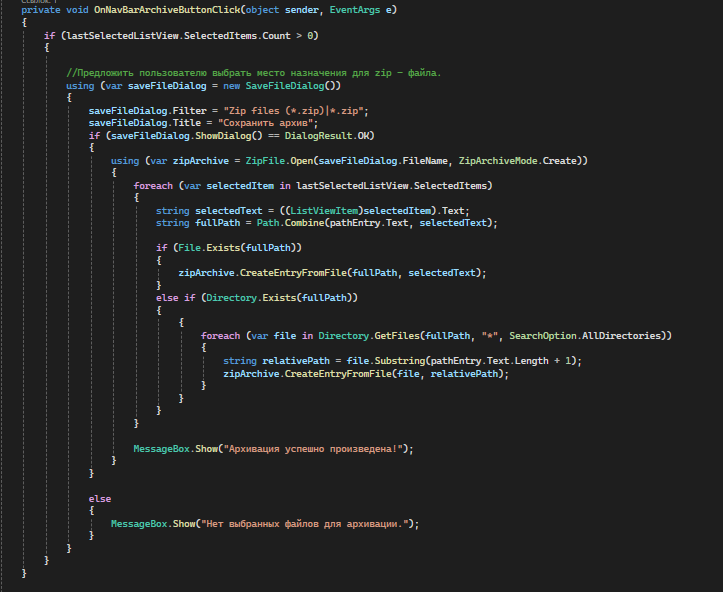 private void OnNavBarArchiveButtonClick(object sender, EventArgs e)
{
if (lastSelectedListView.SelectedItems.Count > 0)
{
//Предложить пользователю выбрать место назначения для zip - файла.
using (var saveFileDialog = new SaveFileDialog())
{
saveFileDialog.Filter = "Zip files (*.zip)|*.zip";
saveFileDialog.Title = "Сохранить архив";
if (saveFileDialog.ShowDialog() == DialogResult.OK)
{
using (var zipArchive = ZipFile.Open(saveFileDialog.FileName, ZipArchiveMode.Create))
{
foreach (var selectedItem in lastSelectedListView.SelectedItems)
{
string selectedText = ((ListViewItem)selectedItem).Text;
string fullPath = Path.Combine(pathEntry.Text, selectedText);
if (File.Exists(fullPath))
{
zipArchive.CreateEntryFromFile(fullPath, selectedText);
}
else if (Directory.Exists(fullPath))
{
{
foreach (var file in Directory.GetFiles(fullPath, "*", SearchOption.AllDirectories))
{
string relativePath = file.Substring(pathEntry.Text.Length + 1);
zipArchive.CreateEntryFromFile(file, relativePath);
}
}
}
}
MessageBox.Show("Архивация успешно произведена!");
}
}
else
{
MessageBox.Show("Нет выбранных файлов для архивации.");
}
}
}
}